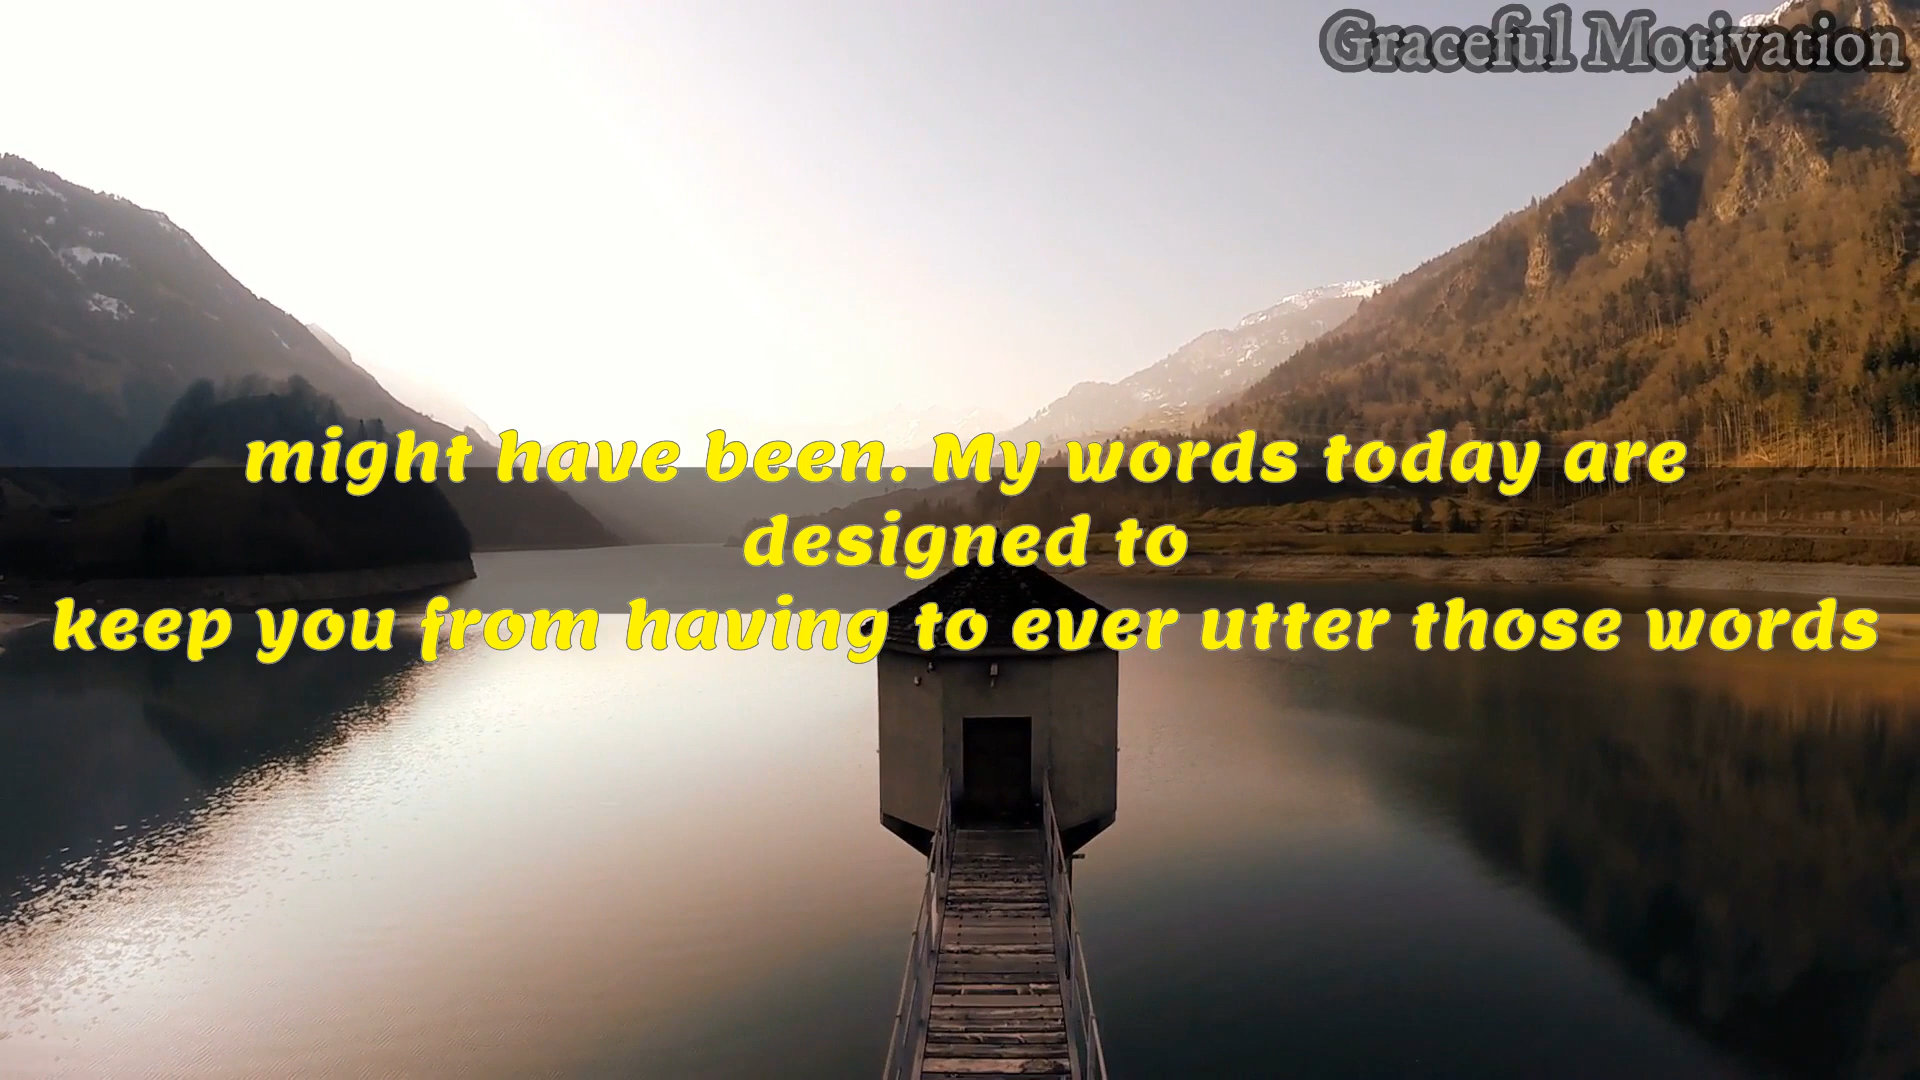 Graceful Motivation
might have been. My words today are
designed to
keep you from having to ever utter those words